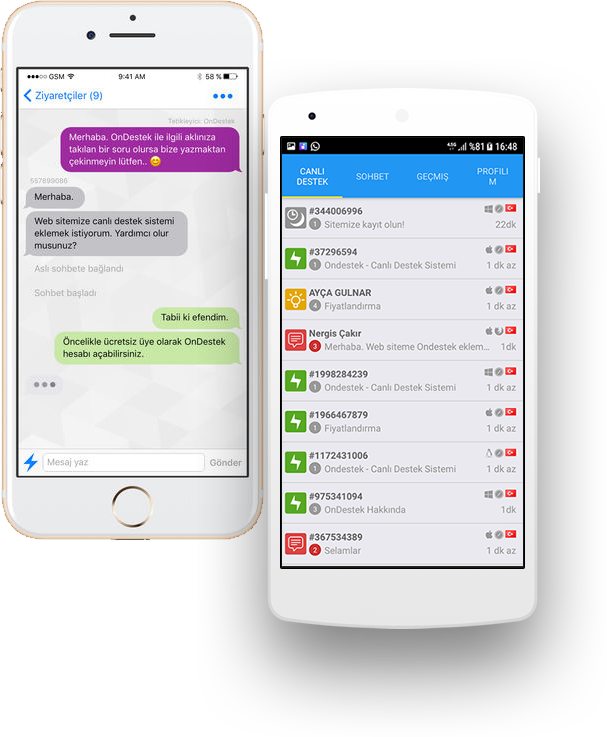 ●●●○○ GSM 9:41 AM 58 %
Ziyaretçiler (9)
Tetikleyici: OnDestek
Merhaba. OnDestek ile ilgili aklınıza
takılan bir soru olursa bize yazmaktan
çekinmeyin lütfen.. 😊
557899086
Merhaba.
Web sitemize canlı destek sistemi
eklemek istiyorum. Yardımcı olur
musunuz?
Aslı sohbete bağlandı
Sohbet başladı
Tabii ki efendim.
Öncelikle ücretsiz üye olarak OnDestek
hesabı açabilirsiniz.
Mesaj yaz
Gönder
%81 16:48
CANLI
DESTEK
SOHBET
GEÇMİŞ
PROFİLİ
M
#344006996
1 Sitemize kayıt olun! 22dk
#37296594
1 Ondestek - Canlı Destek Sistemi 1 dk az
AYÇA GULNAR
4 Fiyatlandırma 1 dk az
Nergis Çakır
3 Merhaba. Web siteme Ondestek eklem... 1dk
#1998284239
1 Ondestek - Canlı Destek Sistemi 1 dk az
#1966467879
1 Fiyatlandırma 1 dk az
#1172431006
1 Ondestek - Canlı Destek Sistemi 1 dk az
#975341094
3 OnDestek Hakkında 1dk
#367534389
2 Selamlar 1 dk az